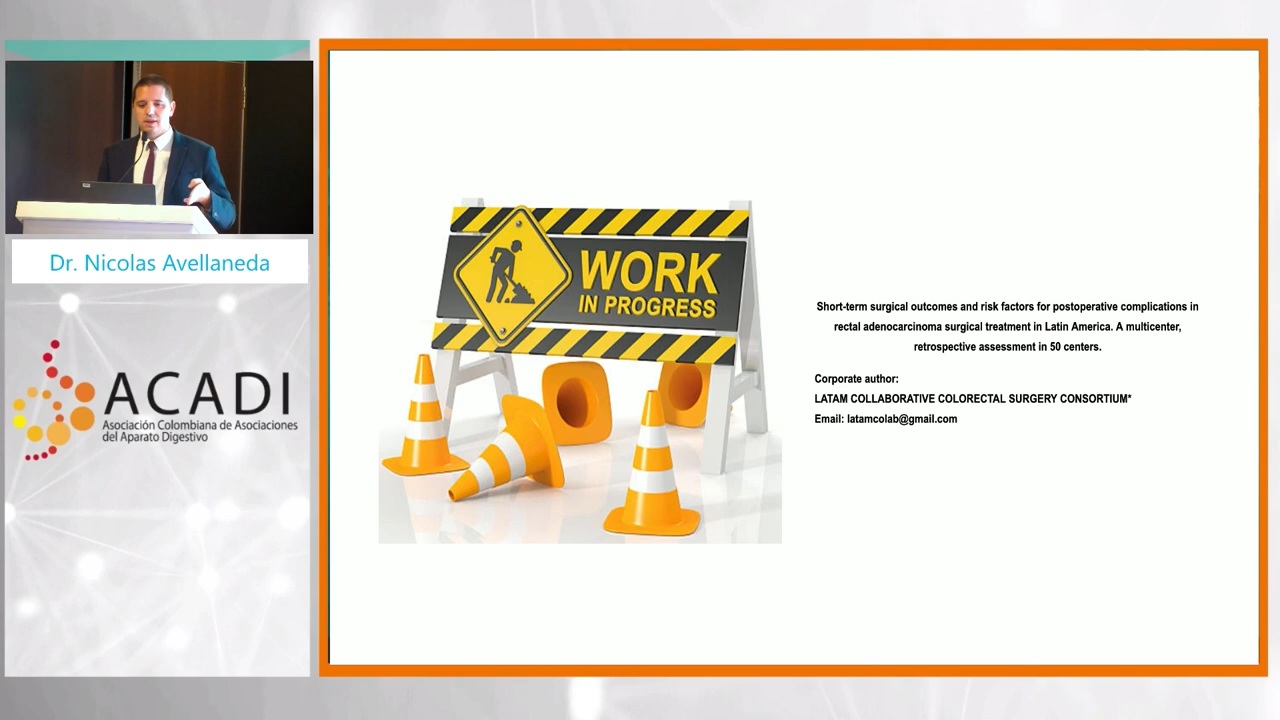 Dr. Nicolas Avellaneda
ACADI
Asociación Colombiana de Asociaciones
del Aparato Digestivo
WORK
IN PROGRESS
Short-term surgical outcomes and risk factors for postoperative complications in
rectal adenocarcinoma surgical treatment in Latin America. A multicenter,
retrospective assessment in 50 centers.
Corporate author:
LATAM COLLABORATIVE COLORECTAL SURGERY CONSORTIUM*
Email: latamcolab@gmail.com